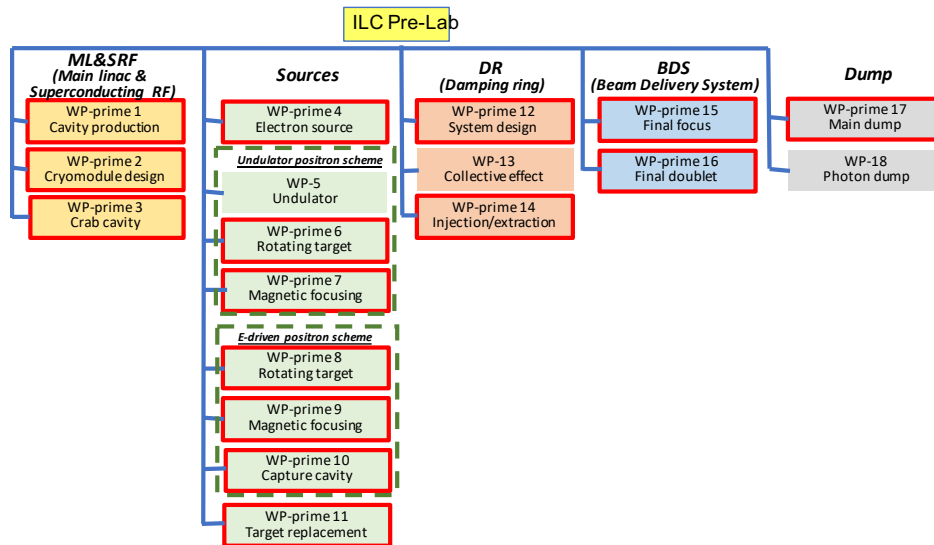 ILC Pre-Lab
ML&SRF
(Main linac &
Superconducting RF)
WP-prime 1
Cavity production
WP-prime 2
Cryomodule design
WP-prime 3
Crab cavity
Sources
WP-prime 4
Electron source
Undulator positron scheme
WP-5
Undulator
WP-prime 6
Rotating target
WP-prime 7
Magnetic focusing
E-driven positron scheme
WP-prime 8
Rotating target
WP-prime 9
Magnetic focusing
WP-prime 10
Capture cavity
WP-prime 11
Target replacement
DR
(Damping ring)
WP-prime 12
System design
WP-13
Collective effect
WP-prime 14
Injection/extraction
BDS
(Beam Delivery System)
WP-prime 15
Final focus
WP-prime 16
Final doublet
Dump
WP-prime 17
Main dump
WP-18
Photon dump